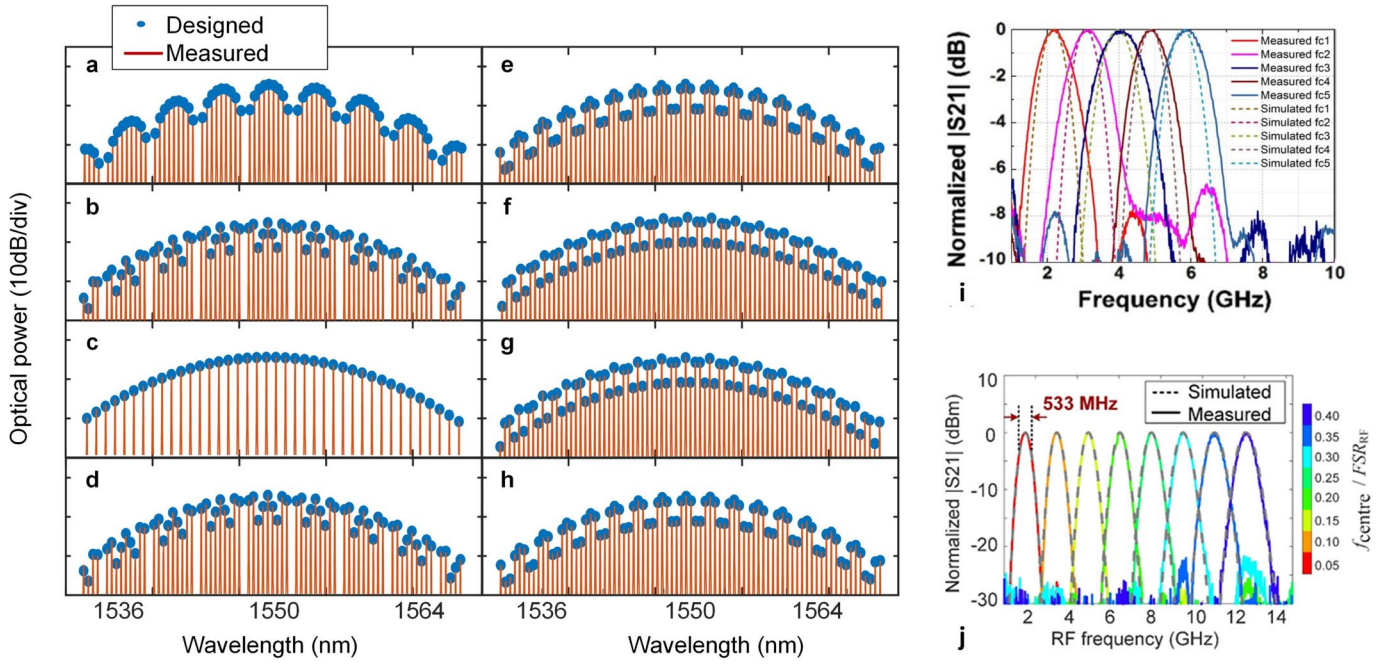 Designed
Measured
a
b
c
d
e
f
g
h
Optical power (10dB/div)
1536
1550
1564
Wavelength (nm)
1536
1550
1564
Wavelength (nm)
Normalized |S21| (dB)
0
-2
-4
-6
-8
-10
Measured fc1
Measured fc2
Measured fc3
Measured fc4
Measured fc5
Simulated fc1
Simulated fc2
Simulated fc3
Simulated fc4
Simulated fc5
2
4
6
8
10
i
Frequency (GHz)
Normalized |S21| (dBm)
10
0
-10
-20
-30
533 MHz
Simulated
Measured
0.40
0.35
0.30
0.25
0.20
0.15
0.10
0.05
fcentre / FSRRF
2
4
6
8
10
12
14
j
RF frequency (GHz)